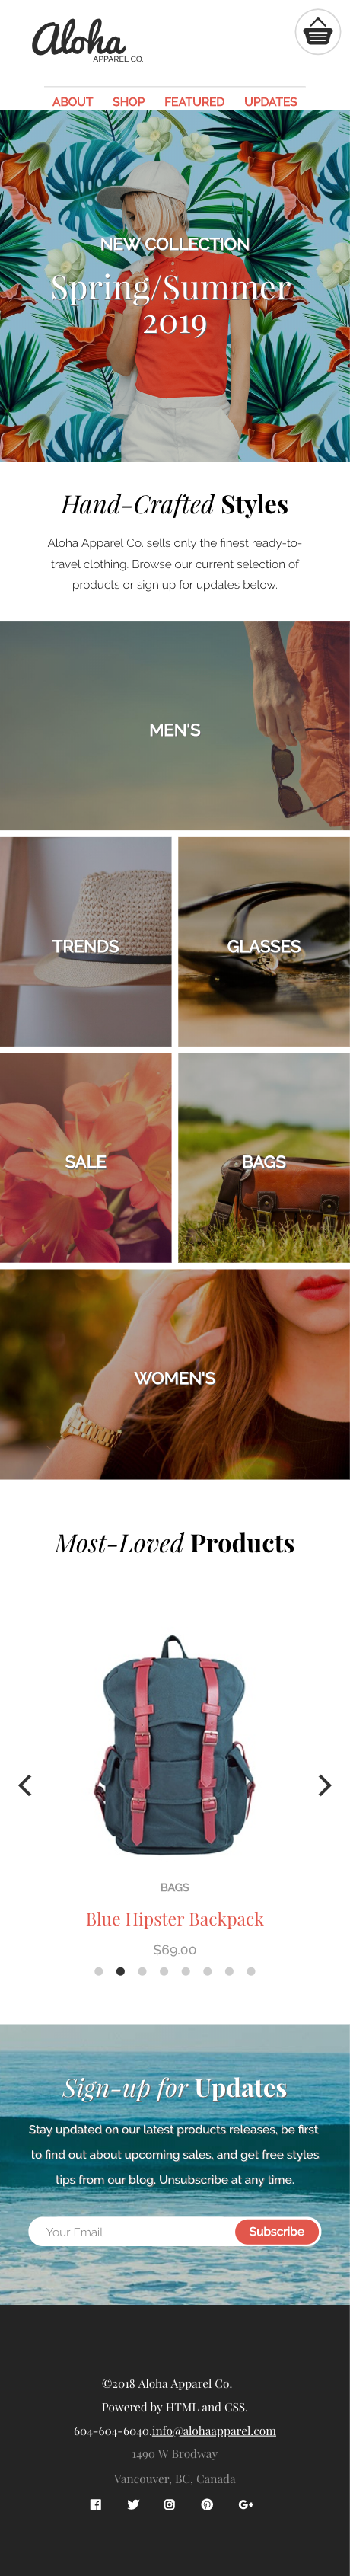 Aloha
APPAREL CO.
ABOUT SHOP FEATURED UPDATES
NEW COLLECTION
Spring/Summer
2019
Hand-Crafted Styles
Aloha Apparel Co. sells only the finest ready-to-
travel clothing. Browse our current selection of
products or sign up for updates below.
MEN'S
TRENDS
GLASSES
SALE
BAGS
WOMEN'S
Most-Loved Products
BAGS
Blue Hipster Backpack
$69.00
Sign-up for Updates
Stay updated on our latest products releases, be first
to find out about upcoming sales, and get free styles
tips from our blog. Unsubscribe at any time.
Your Email
Subscribe
©2018 Aloha Apparel Co.
Powered by HTML and CSS.
604-604-6040.info@alohaapparel.com
1490 W Brodway
Vancouver, BC, Canada